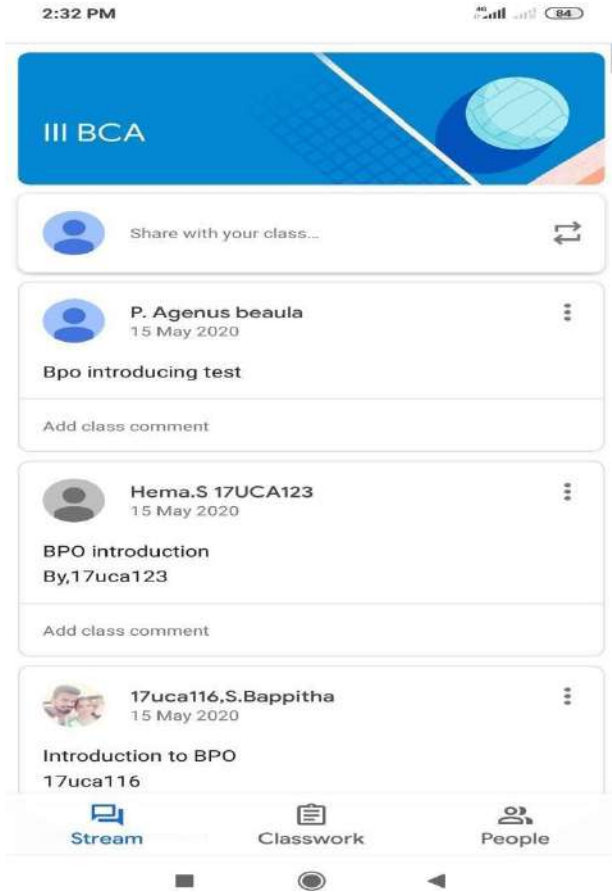 2:32 PM
4G
84
III BCA
Share with your class...
P. Agenus beaula
15 May 2020
Bpo introducing test
Add class comment
Hema.S 17UCA123
15 May 2020
BPO introduction
By,17uca123
Add class comment
17uca116,S.Bappitha
15 May 2020
Introduction to BPO
17uca116
Stream
Classwork
People